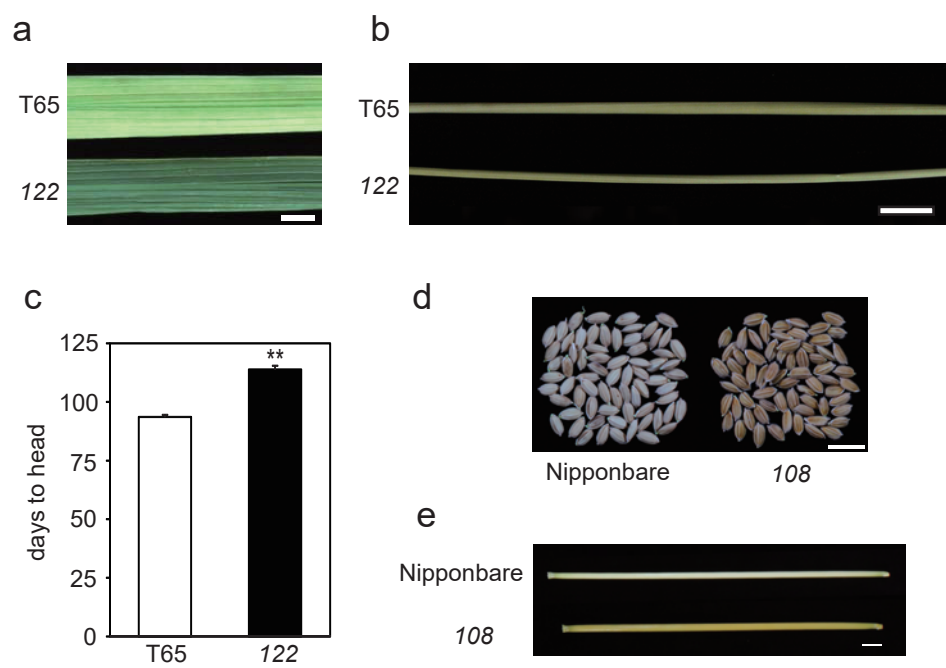 a
T65
122
b
T65
122
c
125
100
75
50
25
0
days to head
**
T65
122
d
Nipponbare
108
e
Nipponbare
108